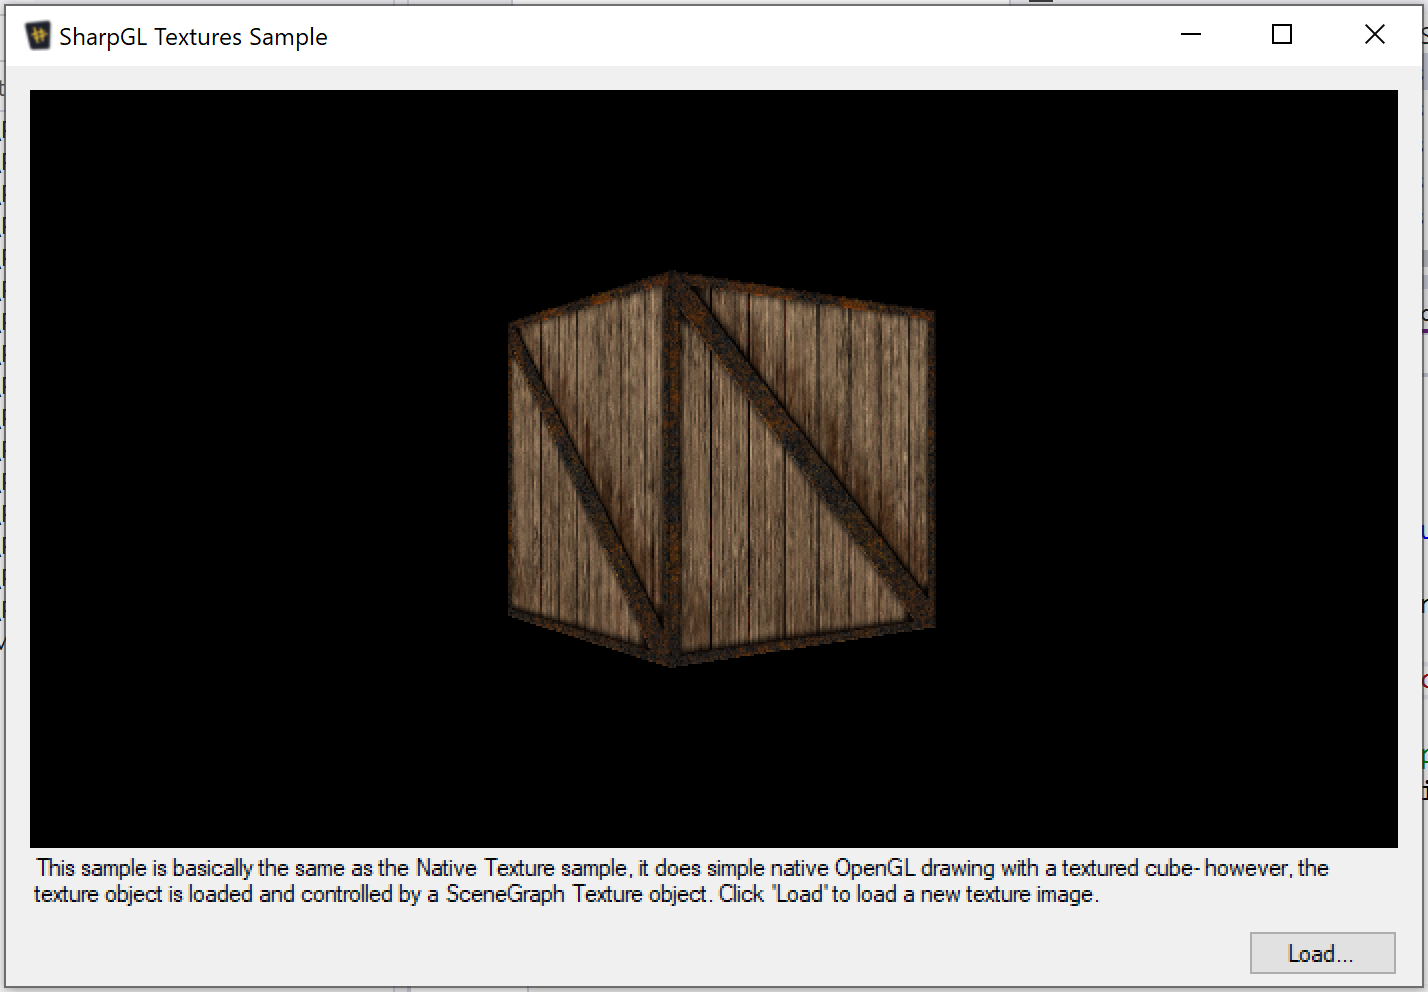 SharpGL Textures Sample
This sample is basically the same as the Native Texture sample, it does simple native OpenGL drawing with a textured cube- however, the
texture object is loaded and controlled by a SceneGraph Texture object. Click 'Load' to load a new texture image.
Load...